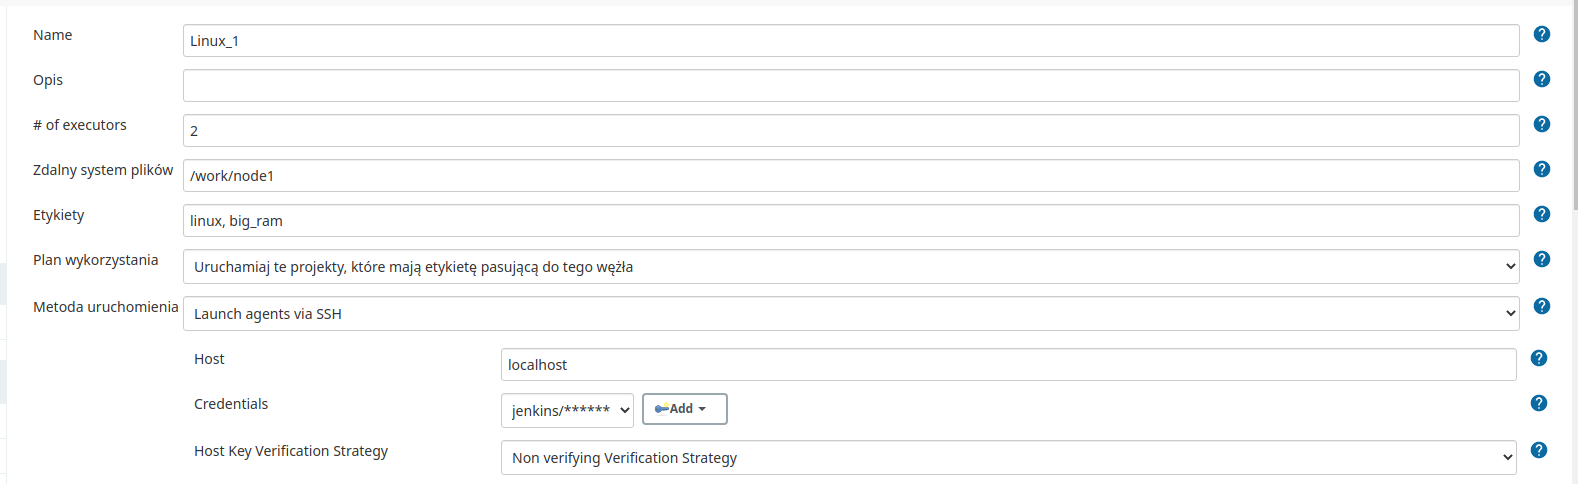 Name
Linux_1
Opis
# of executors
2
Zdalny system plików
/work/node1
Etykiety
linux, big_ram
Plan wykorzystania
Uruchamiaj te projekty, które mają etykietę pasującą do tego węzła
Metoda uruchomienia
Launch agents via SSH
Host
localhost
Credentials
jenkins/******
Add
Host Key Verification Strategy
Non verifying Verification Strategy